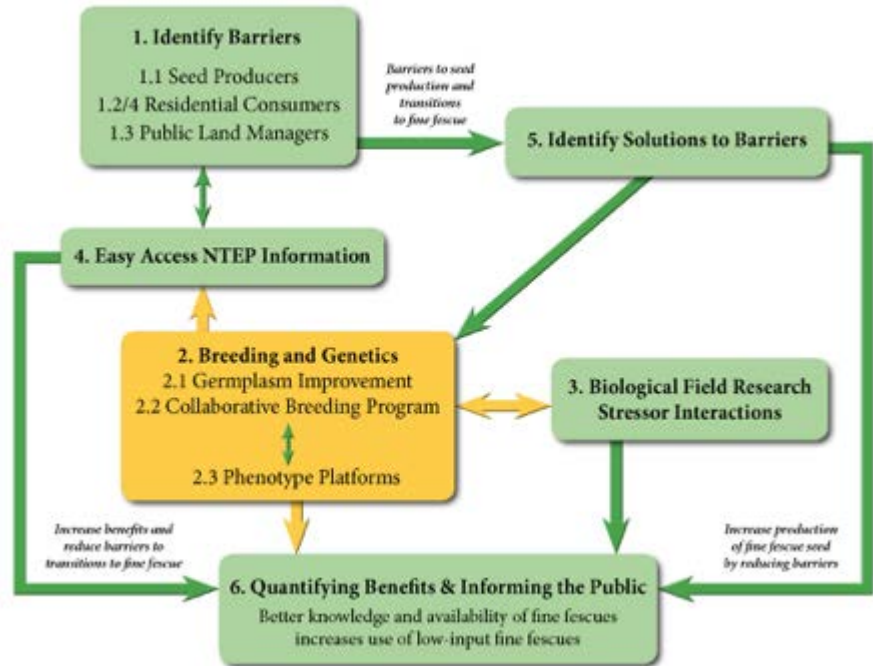 1. Identify Barriers
1.1 Seed Producers
1.2/4 Residential Consumers
1.3 Public Land Managers
Barriers to seed
production and
transitions
to fine fescue
5. Identify Solutions to Barriers
4. Easy Access NTEP Information
2. Breeding and Genetics
2.1 Germplasm Improvement
2.2 Collaborative Breeding Program
2.3 Phenotype Platforms
3. Biological Field Research
Stressor Interactions
Increase benefits and
reduce barriers to
transitions to fine fescue
Increase production
of fine fescue seed
by reducing barriers
6. Quantifying Benefits & Informing the Public
Better knowledge and availability of fine fescues
increases use of low-input fine fescues